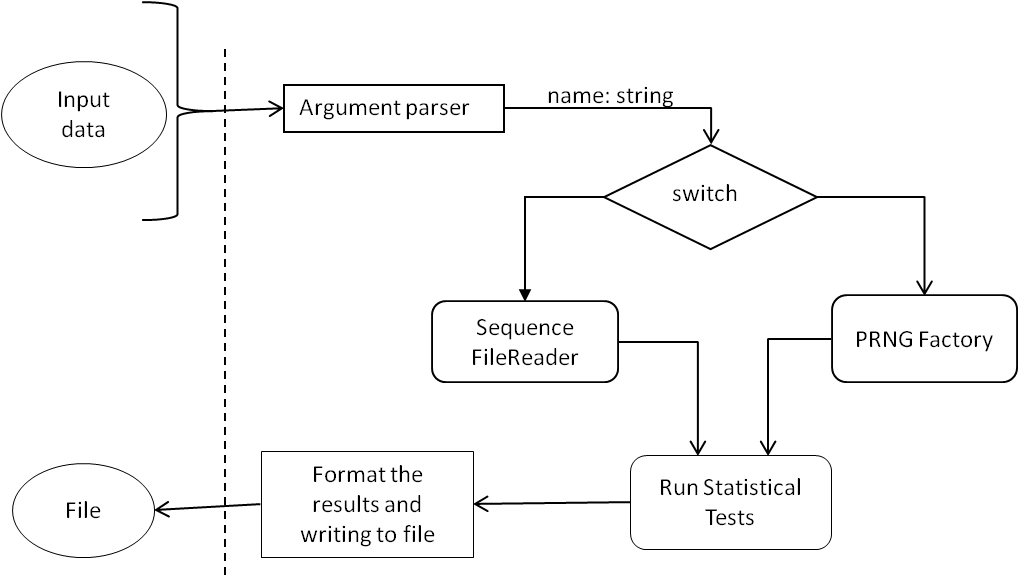 Input
data
Argument parser
name: string
switch
Sequence
FileReader
PRNG Factory
File
Format the
results and
writing to file
Run Statistical
Tests